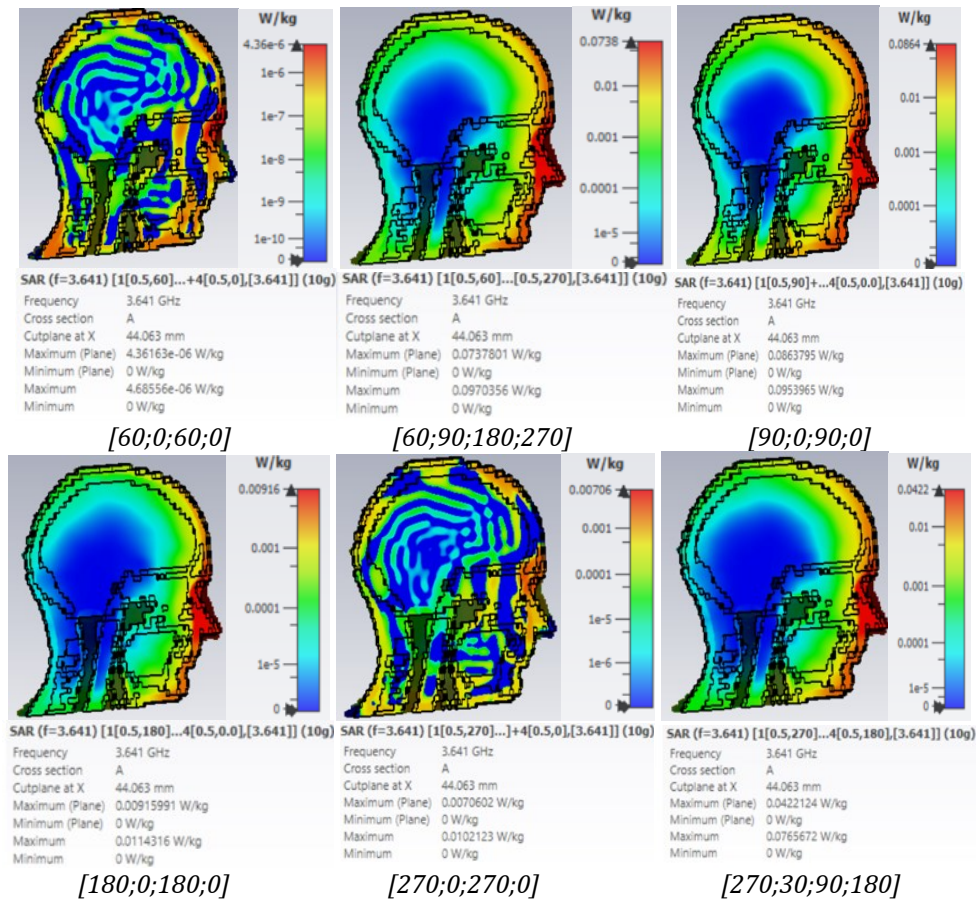 W/kg
4.36e-6
1e-6
1e-7
1e-8
1e-9
1e-10
0
SAR (f=3.641) [1[0.5,60]...+4[0.5,0],[3.641]] (10g)
Frequency 3.641 GHz
Cross section A
Cutplane at X 44.063 mm
Maximum (Plane) 4.36163e-06 W/kg
Minimum (Plane) 0 W/kg
Maximum 4.68556e-06 W/kg
Minimum 0 W/kg
[60;0;60;0]
W/kg
0.0738
0.01
0.001
0.0001
1e-5
0
SAR (f=3.641) [1[0.5,60]...[0.5,270],[3.641]] (10g)
Frequency 3.641 GHz
Cross section A
Cutplane at X 44.063 mm
Maximum (Plane) 0.0737801 W/kg
Minimum (Plane) 0 W/kg
Maximum 0.0970356 W/kg
Minimum 0 W/kg
[60;90;180;270]
W/kg
0.0864
0.01
0.001
0.0001
0
SAR (f=3.641) [1[0.5,90]+...4[0.5,0.0],[3.641]] (10g)
Frequency 3.641 GHz
Cross section A
Cutplane at X 44.063 mm
Maximum (Plane) 0.0863795 W/kg
Minimum (Plane) 0 W/kg
Maximum 0.0953965 W/kg
Minimum 0 W/kg
[90;0;90;0]
W/kg
0.00916
0.001
0.0001
1e-5
0
SAR (f=3.641) [1[0.5,180]...4[0.5,0.0],[3.641]] (10g)
Frequency 3.641 GHz
Cross section A
Cutplane at X 44.063 mm
Maximum (Plane) 0.00915991 W/kg
Minimum (Plane) 0 W/kg
Maximum 0.0114316 W/kg
Minimum 0 W/kg
[180;0;180;0]
W/kg
0.00706
0.001
0.0001
1e-5
1e-6
0
SAR (f=3.641) [1[0.5,270]...]+4[0.5,0],[3.641]] (10g)
Frequency 3.641 GHz
Cross section A
Cutplane at X 44.063 mm
Maximum (Plane) 0.0070602 W/kg
Minimum (Plane) 0 W/kg
Maximum 0.0102123 W/kg
Minimum 0 W/kg
[270;0;270;0]
W/kg
0.0422
0.01
0.001
0.0001
1e-5
0
SAR (f=3.641) [1[0.5,270]...4[0.5,180],[3.641]] (10g)
Frequency 3.641 GHz
Cross section A
Cutplane at X 44.063 mm
Maximum (Plane) 0.0422124 W/kg
Minimum (Plane) 0 W/kg
Maximum 0.0765672 W/kg
Minimum 0 W/kg
[270;30;90;180]